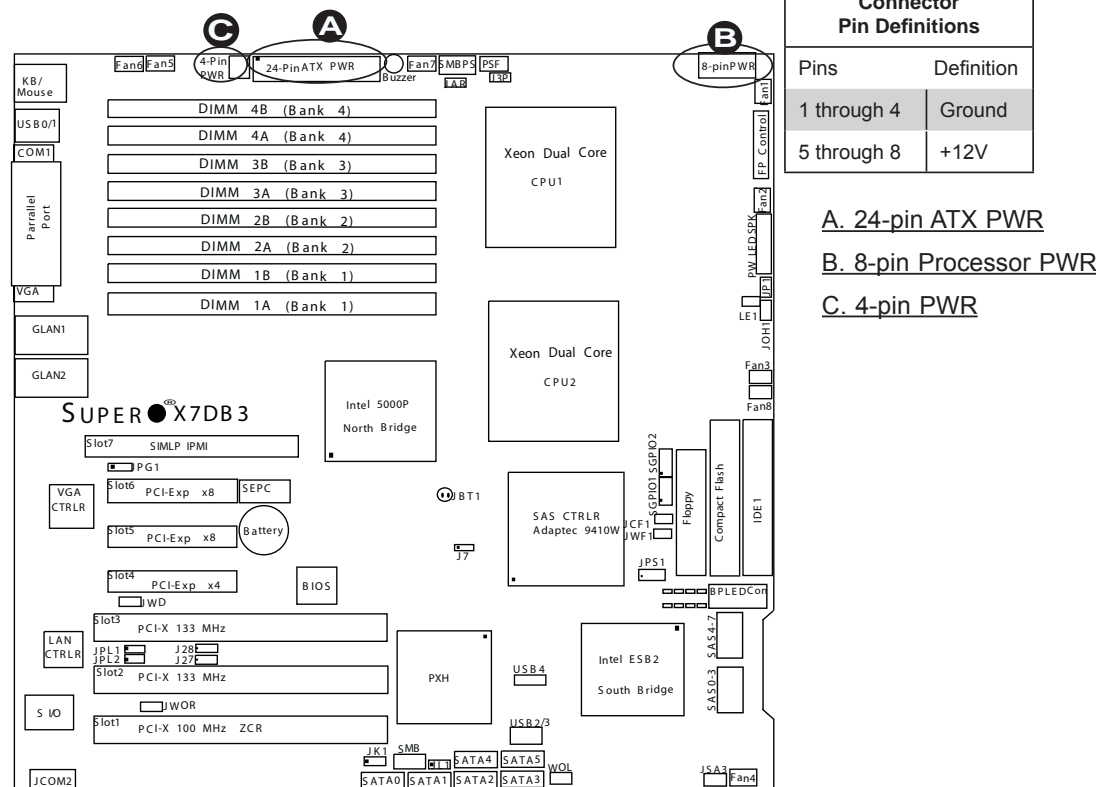 Connector
Pin Definitions
Pins Definition
1 through 4 Ground
5 through 8 +12V
A. 24-pin ATX PWR
B. 8-pin Processor PWR
C. 4-pin PWR
C
A
B
Fan6
Fan5
4-Pin
PWR
24-PinATX PWR
Buzzer
Fan7
SMBPS
PSF
JAR
J3P
8-pinPWR
Fan1
KB/
Mouse
USB0/1
COM1
Parrallel
Port
VGA
GLAN1
GLAN2
DIMM 4B (Bank 4)
DIMM 4A (Bank 4)
DIMM 3B (Bank 3)
DIMM 3A (Bank 3)
DIMM 2B (Bank 2)
DIMM 2A (Bank 2)
DIMM 1B (Bank 1)
DIMM 1A (Bank 1)
Xeon Dual Core
CPU1
Xeon Dual Core
CPU2
FP Control
Fan2
PW LED SPK
JP1
LE1
JOH1
Fan3
Fan8
SUPER ® X7DB3
Intel 5000P
North Bridge
Slot7 SIMLP IPMI
JPG1
Slot6 PCI-Exp x8
SEPC
VGA
CTRLR
Slot5 PCI-Exp x8
Battery
JBT1
J7
SAS CTRLR
Adaptec 9410W
SGPIO1 SGPIO2
JCF1
JWF1
Floppy
Compact Flash
IDE1
JPS1
BPLEDCon
Slot4 PCI-Exp x4
JWD
BIOS
Slot3 PCI-X 133 MHz
LAN
CTRLR
JPL1
JPL2
J28
J27
Slot2 PCI-X 133 MHz
PXH
USB4
Intel ESB2
South Bridge
SAS4-7
SAS0-3
S I/O
JWOR
Slot1 PCI-X 100 MHz ZCR
USB2/3
JK1
SMB
JL1
SATA4
SATA5
WOL
JCOM2
SATA0
SATA1
SATA2
SATA3
JSA3
Fan4